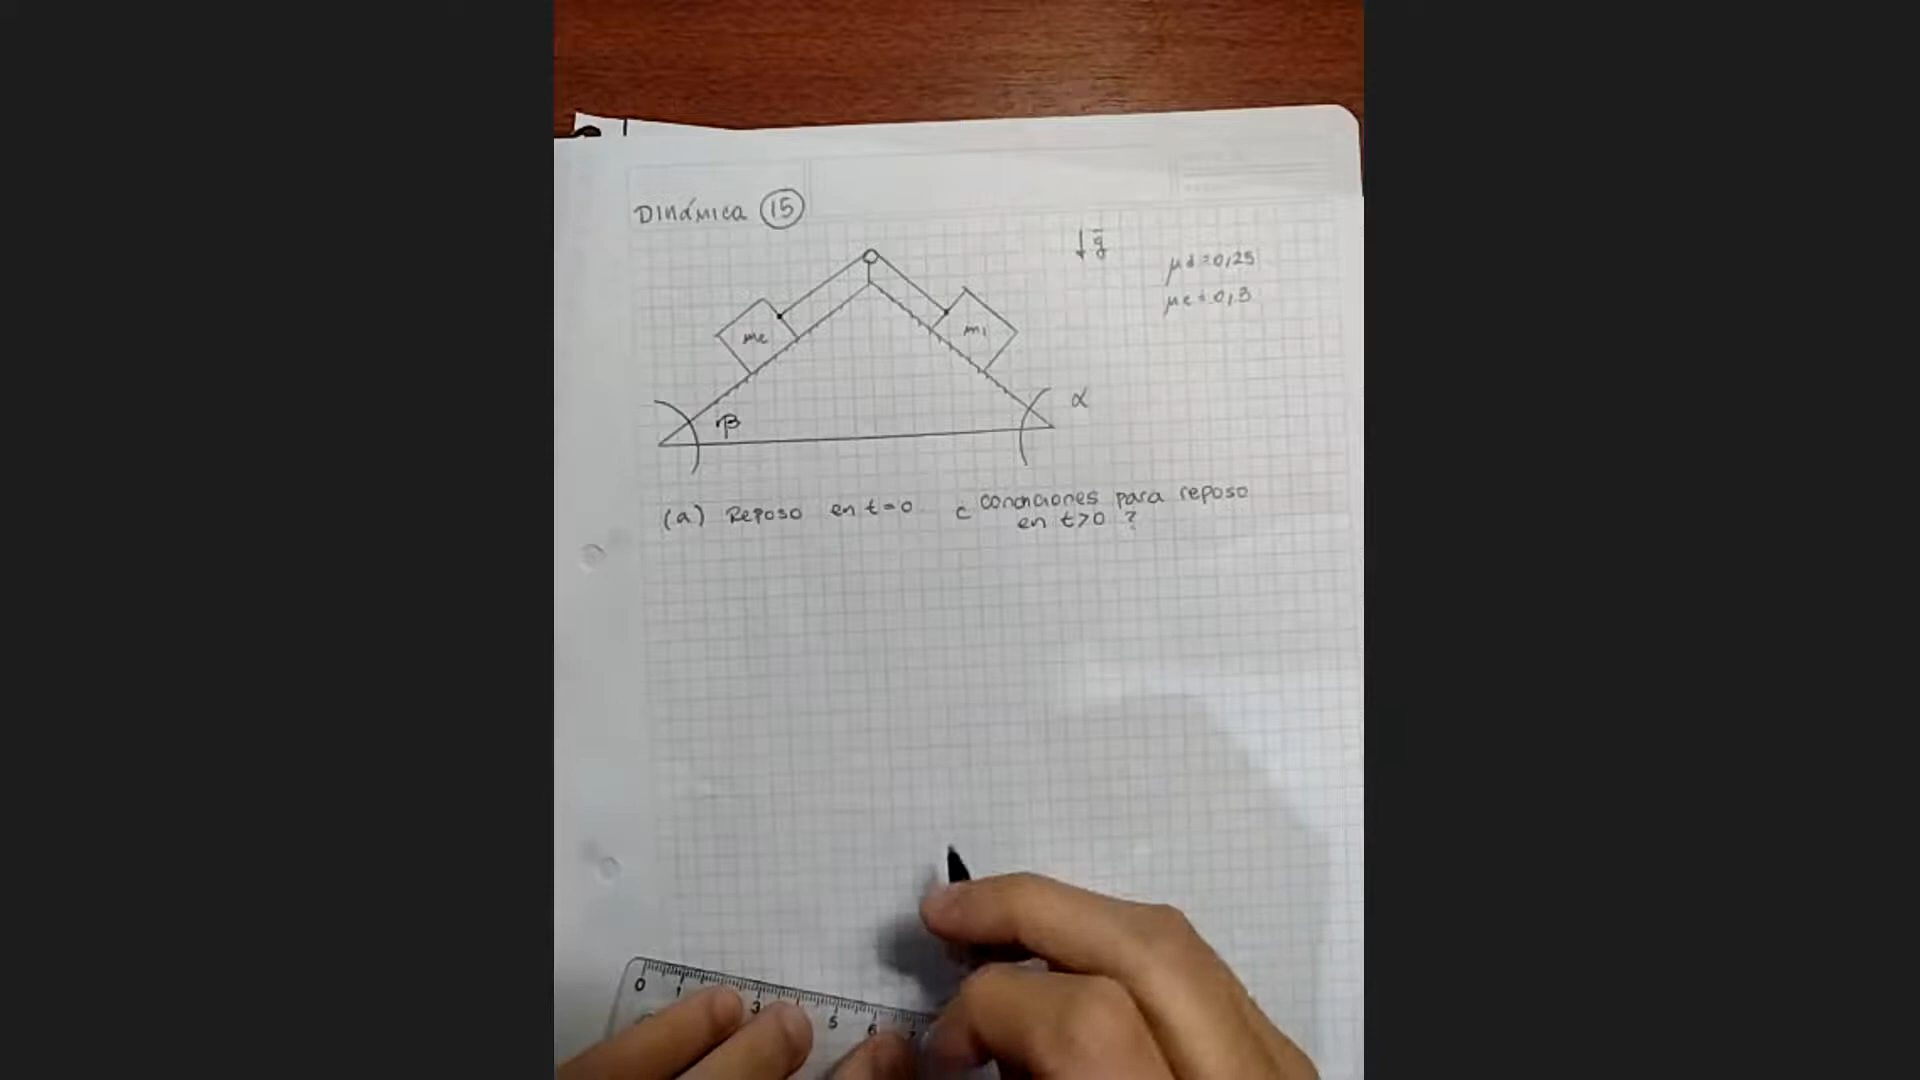 Dinámica 15
↓ g
μd = 0,25
μe = 0,3
m2
m1
α
β
(a) Reposo en t=0 ¿ condiciones para reposo
en t>0 ?
0 1 3 5 6 7